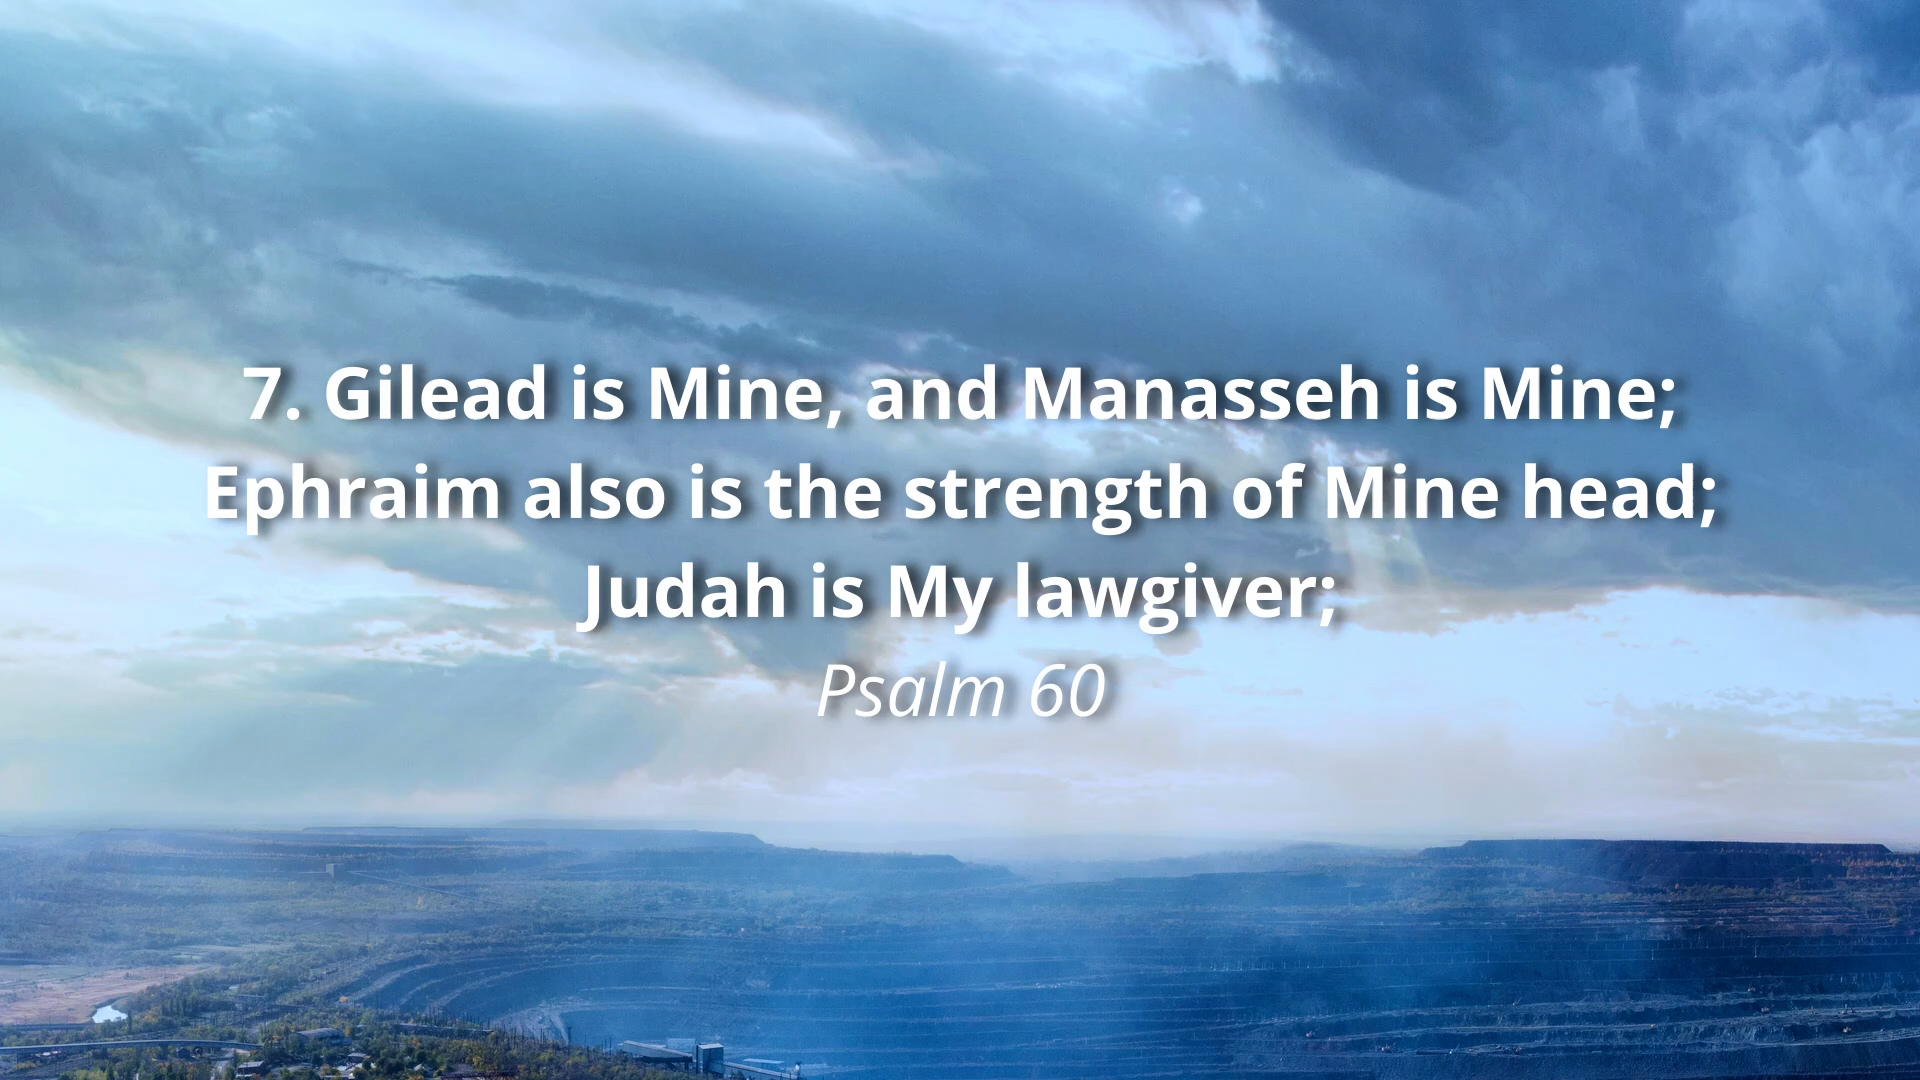 7. Gilead is Mine, and Manasseh is Mine;
Ephraim also is the strength of Mine head;
Judah is My lawgiver;
Psalm 60